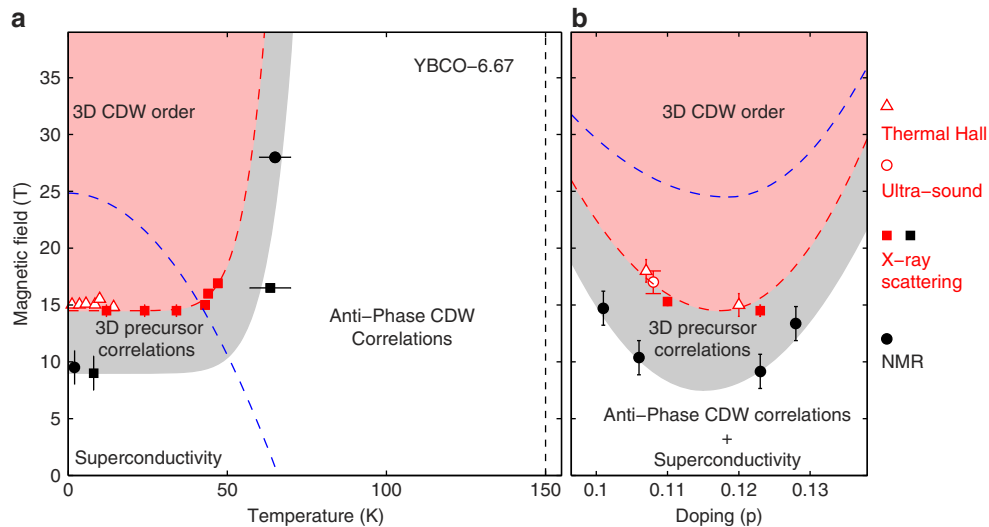 a
b
YBCO−6.67
3D CDW order
3D precursor
correlations
Anti−Phase CDW
Correlations
Superconductivity
Magnetic field (T)
0
5
10
15
20
25
30
35
0
50
100
150
Temperature (K)
3D CDW order
3D precursor
correlations
Anti−Phase CDW correlations
+
Superconductivity
0.1
0.11
0.12
0.13
Doping (p)
Thermal Hall
Ultra−sound
X−ray
scattering
NMR